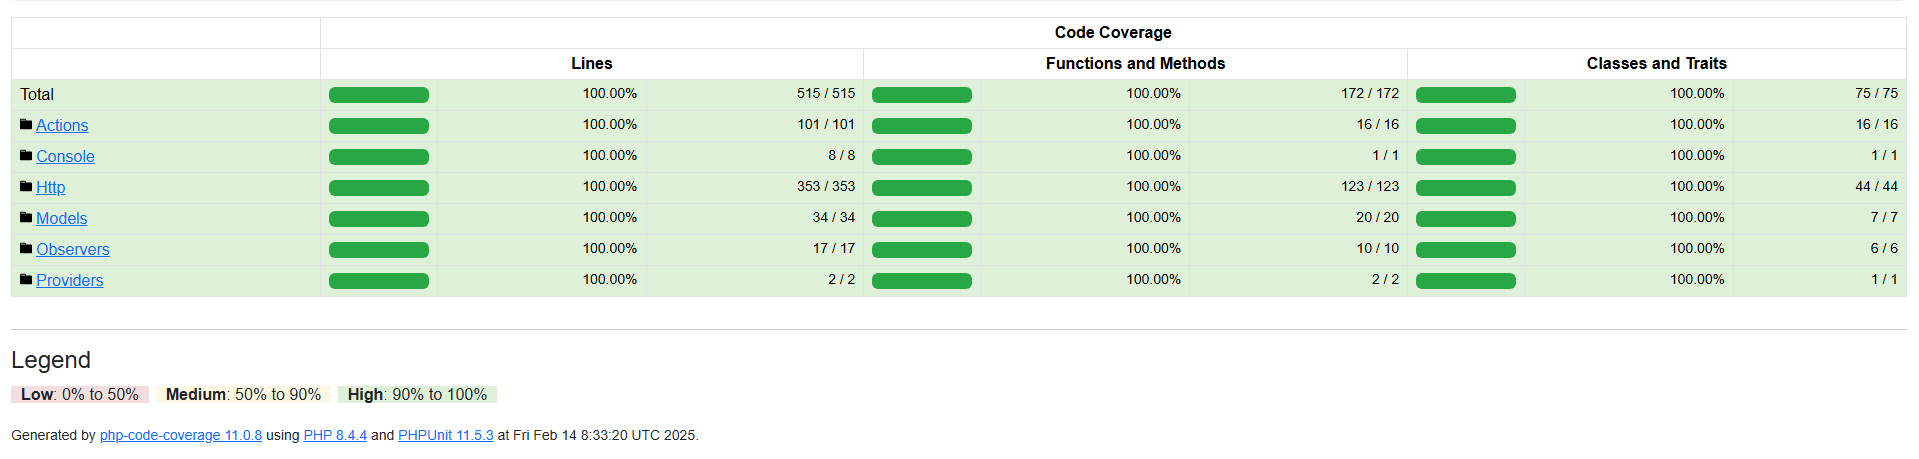 Code Coverage
Lines Functions and Methods Classes and Traits
Total 100.00% 515 / 515 100.00% 172 / 172 100.00% 75 / 75
Actions 100.00% 101 / 101 100.00% 16 / 16 100.00% 16 / 16
Console 100.00% 8 / 8 100.00% 1 / 1 100.00% 1 / 1
Http 100.00% 353 / 353 100.00% 123 / 123 100.00% 44 / 44
Models 100.00% 34 / 34 100.00% 20 / 20 100.00% 7 / 7
Observers 100.00% 17 / 17 100.00% 10 / 10 100.00% 6 / 6
Providers 100.00% 2 / 2 100.00% 2 / 2 100.00% 1 / 1
Legend
Low: 0% to 50% Medium: 50% to 90% High: 90% to 100%
Generated by php-code-coverage 11.0.8 using PHP 8.4.4 and PHPUnit 11.5.3 at Fri Feb 14 8:33:20 UTC 2025.